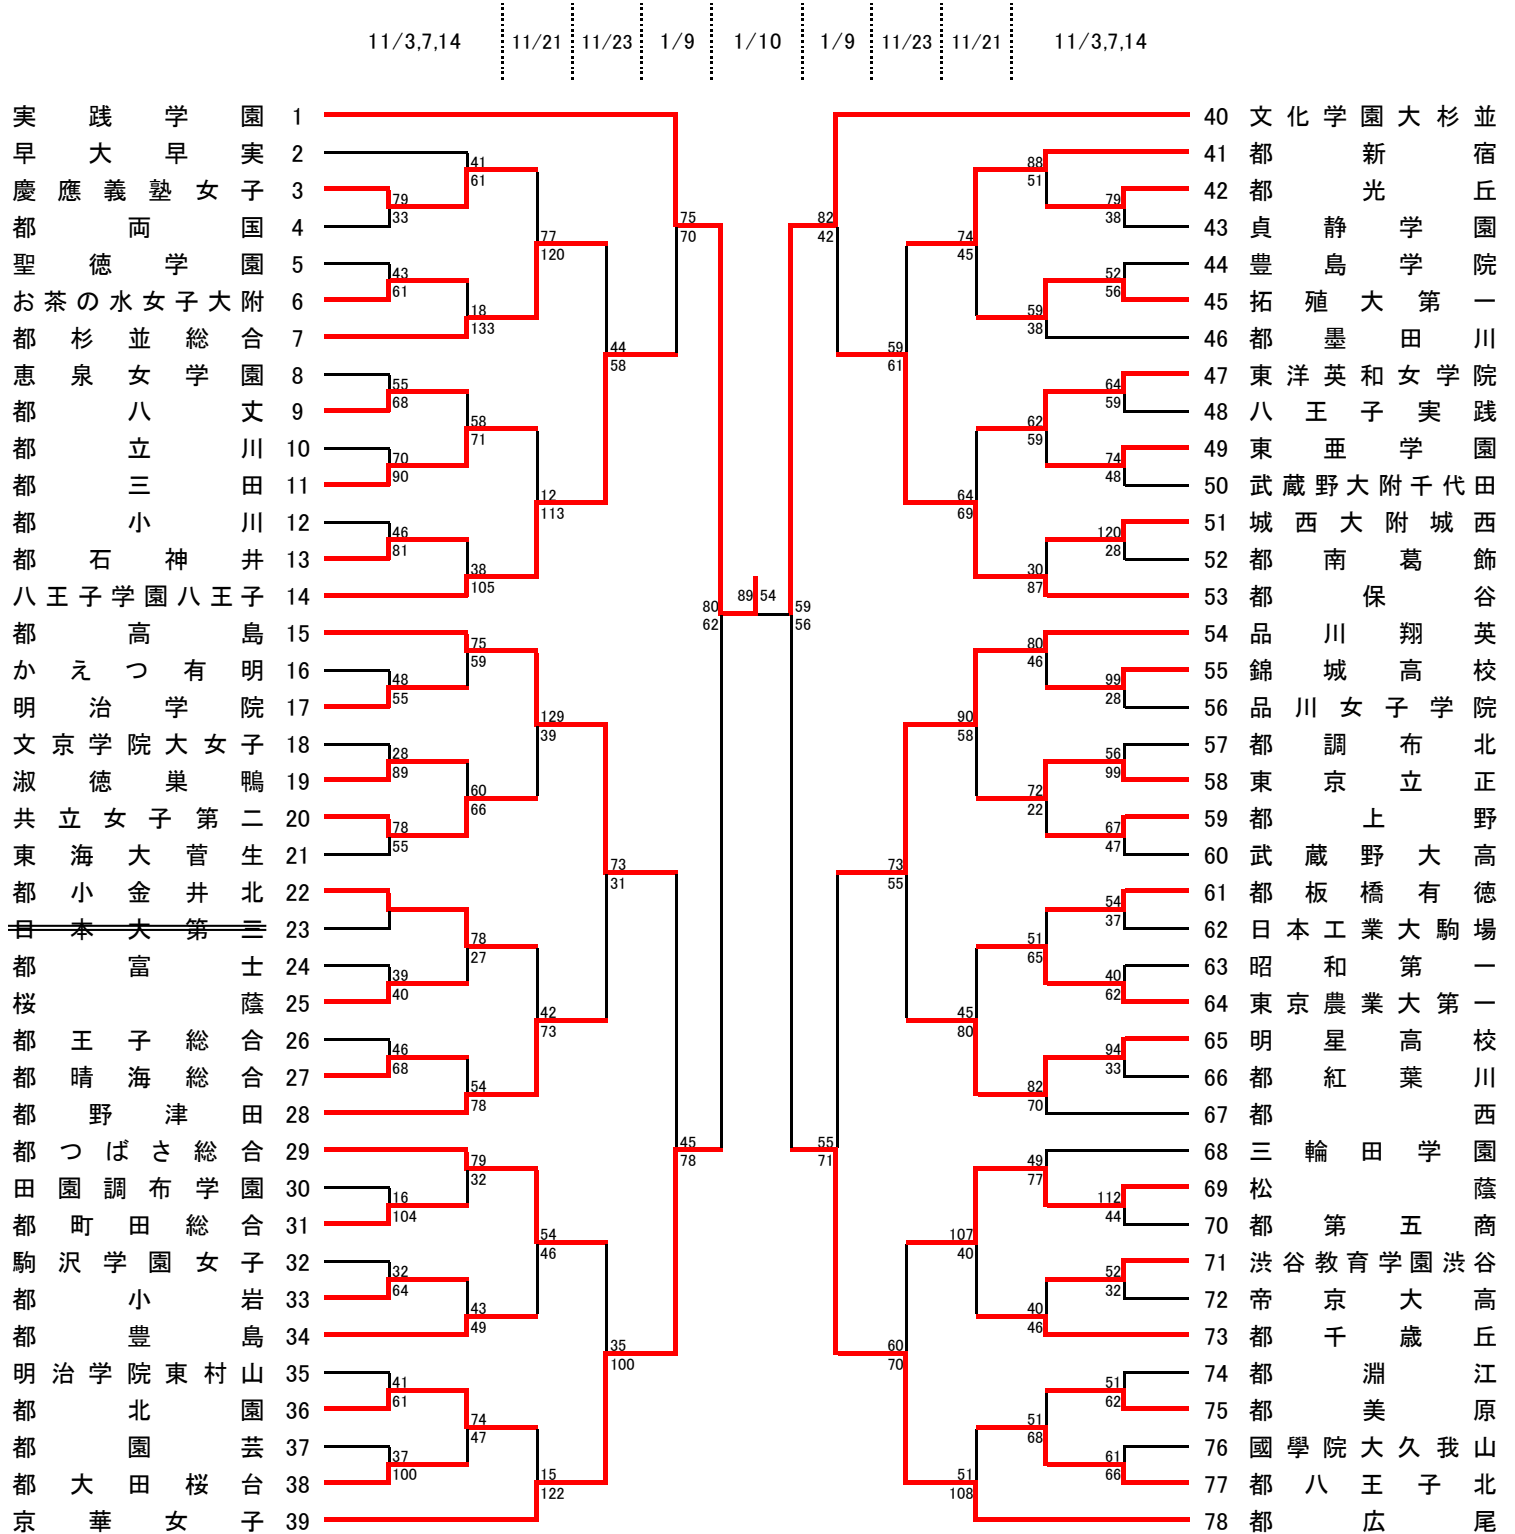 11/3,7,14 11/21 11/23 1/9 1/10 1/9 11/23 11/21 11/3,7,14
実践学園 1 40 文化学園大杉並
早大早実 2 41 都新宿
41 88
61 51
慶應義塾女子 3 42 都光丘
79 79
33 38
都両国 4 75 82 43 貞静学園
70 42
77 74
120 45
聖徳学園 5 44 豊島学院
43 52
61 56
お茶の水女子大附 6 45 拓殖大第一
18 59
133 38
都杉並総合 7 46 都墨田川
44 59
58 61
恵泉女学園 8 47 東洋英和女学院
55 64
68 59
都八丈 9 48 八王子実践
58 62
71 59
都立川 10 49 東亜学園
70 74
90 48
都三田 11 50 武蔵野大附千代田
12 64
113 69
都小川 12 51 城西大附城西
46 120
81 28
都石神井 13 52 都南葛飾
38 30
105 87
八王子学園八王子 14 89 54 53 都保谷
80 59
62 56
都高島 15 54 品川翔英
75 80
59 46
かえつ有明 16 55 錦城高校
48 99
55 28
明治学院 17 56 品川女子学院
129 90
39 58
文京学院大女子 18 57 都調布北
28 56
89 99
淑徳巣鴨 19 58 東京立正
60 72
66 22
共立女子第二 20 59 都上野
78 67
55 47
東海大菅生 21 60 武蔵野大高
73 73
31 55
都小金井北 22 61 都板橋有徳
54
37
日本大第三 23 62 日本工業大駒場
78 51
27 65
都富士 24 63 昭和第一
39 40
40 62
桜蔭 25 64 東京農業大第一
42 45
73 80
都王子総合 26 65 明星高校
46 94
68 33
都晴海総合 27 66 都紅葉川
54 82
78 70
都野津田 28 67 都西
45 55
78 71
都つばさ総合 29 68 三輪田学園
79 49
32 77
田園調布学園 30 69 松蔭
16 112
104 44
都町田総合 31 70 都第五商
54 107
46 40
駒沢学園女子 32 71 渋谷教育学園渋谷
32 52
64 32
都小岩 33 72 帝京大高
43 40
49 46
都豊島 34 73 都千歳丘
35 60
100 70
明治学院東村山 35 74 都淵江
41 51
61 62
都北園 36 75 都美原
74 51
47 68
都園芸 37 76 國學院大久我山
37 61
100 66
都大田桜台 38 77 都八王子北
15 51
122 108
京華女子 39 78 都広尾